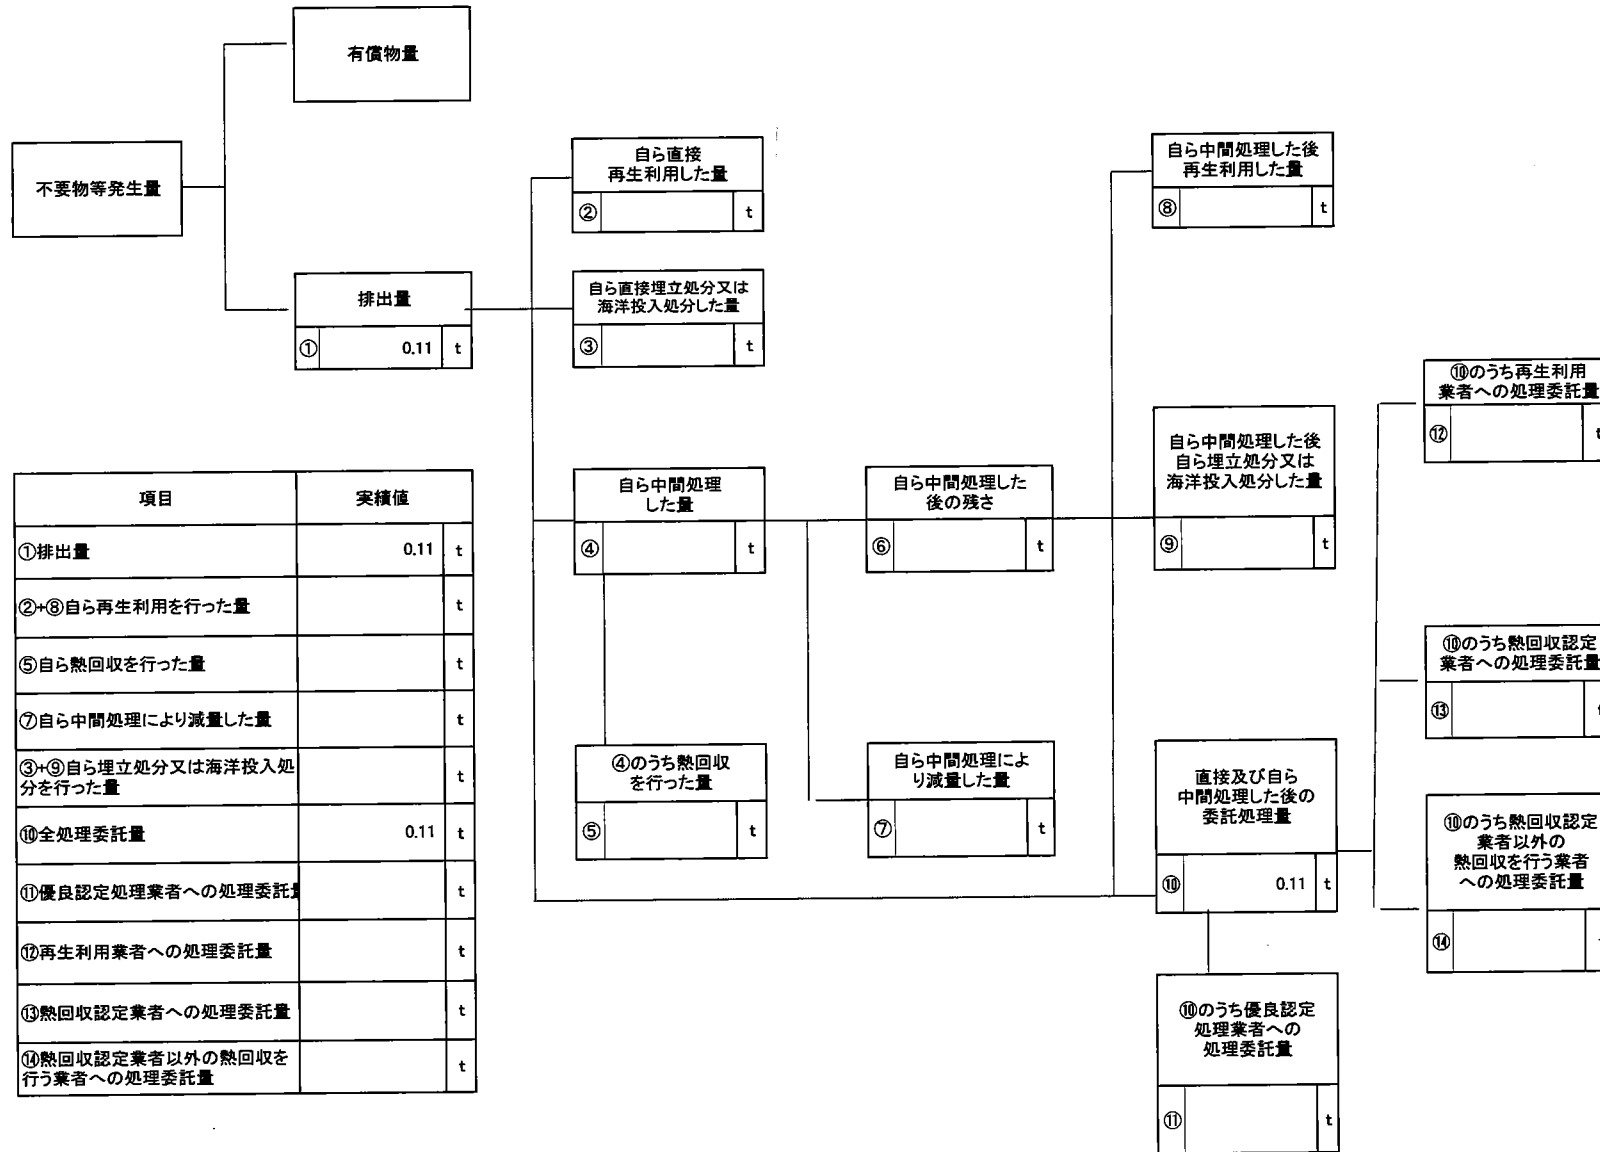 有償物量
不要物等発生量
排出量
① 0.11 t
自ら直接
再生利用した量
② t
自ら直接埋立処分又は
海洋投入処分した量
③ t
自ら中間処理
した量
④ t
④のうち熱回収
を行った量
⑤ t
自ら中間処理した
後の残さ
⑥ t
自ら中間処理によ
り減量した量
⑦ t
自ら中間処理した後
再生利用した量
⑧ t
自ら中間処理した後
自ら埋立処分又は
海洋投入処分した量
⑨ t
直接及び自ら
中間処理した後の
委託処理量
⑩ 0.11 t
⑩のうち優良認定
処理業者への
処理委託量
⑪ t
⑩のうち再生利用
業者への処理委託量
⑫ t
⑩のうち熱回収認定
業者への処理委託量
⑬ t
⑩のうち熱回収認定
業者以外の
熱回収を行う業者
への処理委託量
⑭
項目 実績値
①排出量 0.11 t
②+⑧自ら再生利用を行った量 t
⑤自ら熱回収を行った量 t
⑦自ら中間処理により減量した量 t
③+⑨自ら埋立処分又は海洋投入処
分を行った量 t
⑩全処理委託量 0.11 t
⑪優良認定処理業者への処理委託量 t
⑫再生利用業者への処理委託量 t
⑬熱回収認定業者への処理委託量 t
⑭熱回収認定業者以外の熱回収を
行う業者への処理委託量 t